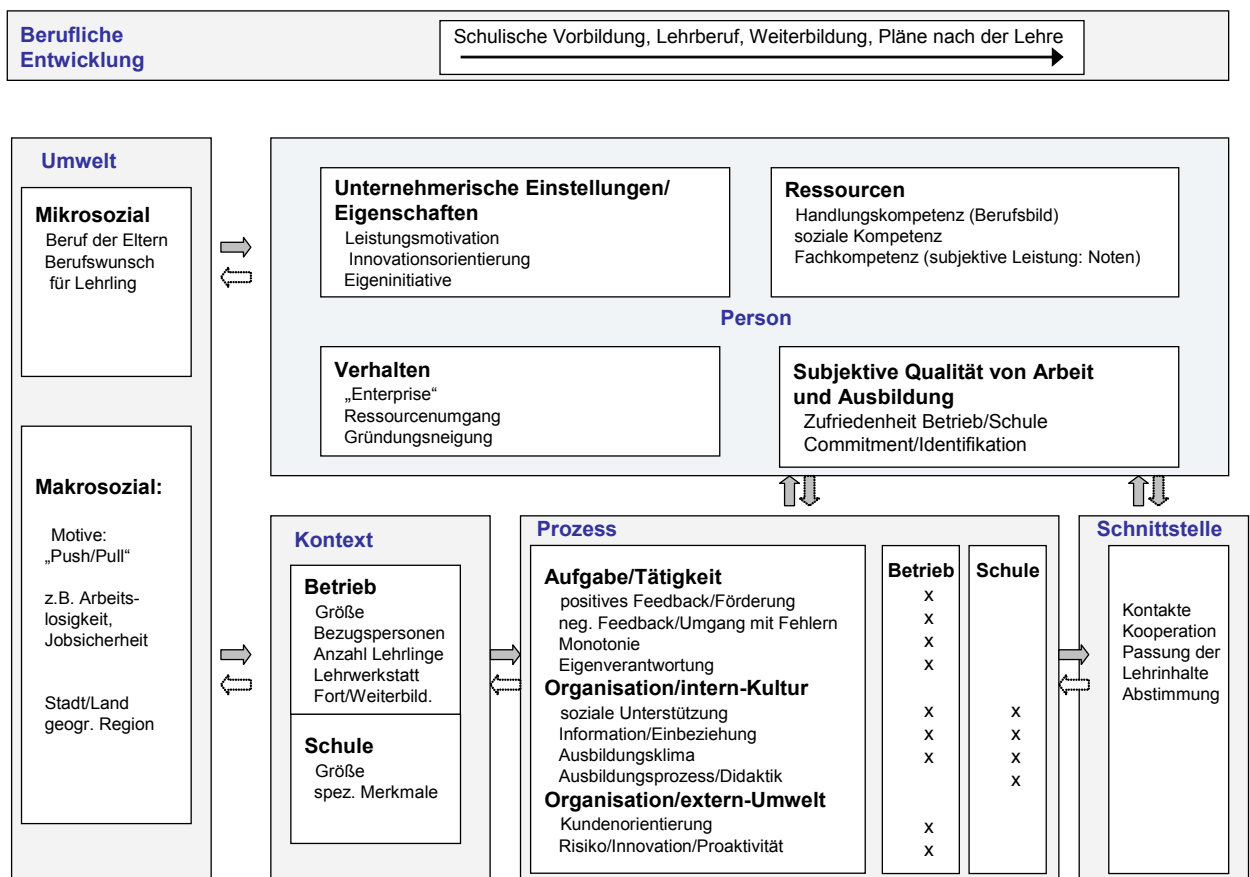 Berufliche
Entwicklung
Schulische Vorbildung, Lehrberuf, Weiterbildung, Pläne nach der Lehre
Umwelt
Mikrosozial
Beruf der Eltern
Berufswunsch
für Lehrling
Makrosozial:
Motive:
„Push/Pull“
z.B. Arbeits-
losigkeit,
Jobsicherheit
Stadt/Land
geogr. Region
Unternehmerische Einstellungen/
Eigenschaften
Leistungsmotivation
Innovationsorientierung
Eigeninitiative
Ressourcen
Handlungskompetenz (Berufsbild)
soziale Kompetenz
Fachkompetenz (subjektive Leistung: Noten)
Person
Verhalten
„Enterprise“
Ressourcenumgang
Gründungsneigung
Subjektive Qualität von Arbeit
und Ausbildung
Zufriedenheit Betrieb/Schule
Commitment/Identifikation
Kontext
Betrieb
Größe
Bezugspersonen
Anzahl Lehrlinge
Lehrwerkstatt
Fort/Weiterbild.
Schule
Größe
spez. Merkmale
Prozess
Betrieb Schule
Aufgabe/Tätigkeit
positives Feedback/Förderung x
neg. Feedback/Umgang mit Fehlern x
Monotonie x
Eigenverantwortung x
Organisation/intern-Kultur
soziale Unterstützung x x
Information/Einbeziehung x x
Ausbildungsklima x x
Ausbildungsprozess/Didaktik x
Organisation/extern-Umwelt
Kundenorientierung x
Risiko/Innovation/Proaktivität x
Schnittstelle
Kontakte
Kooperation
Passung der
Lehrinhalte
Abstimmung